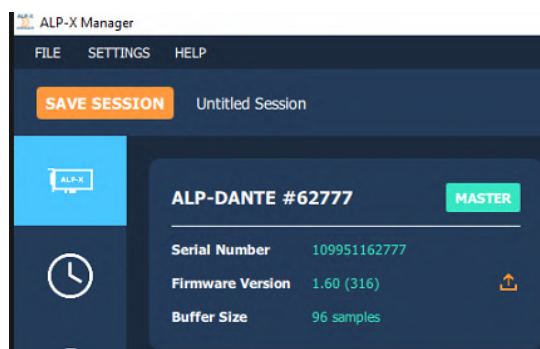 ALP-X Manager
FILE SETTINGS HELP
SAVE SESSION Untitled Session
ALP-X
ALP-DANTE #62777 MASTER
Serial Number 109951162777
Firmware Version 1.60 (316)
Buffer Size 96 samples